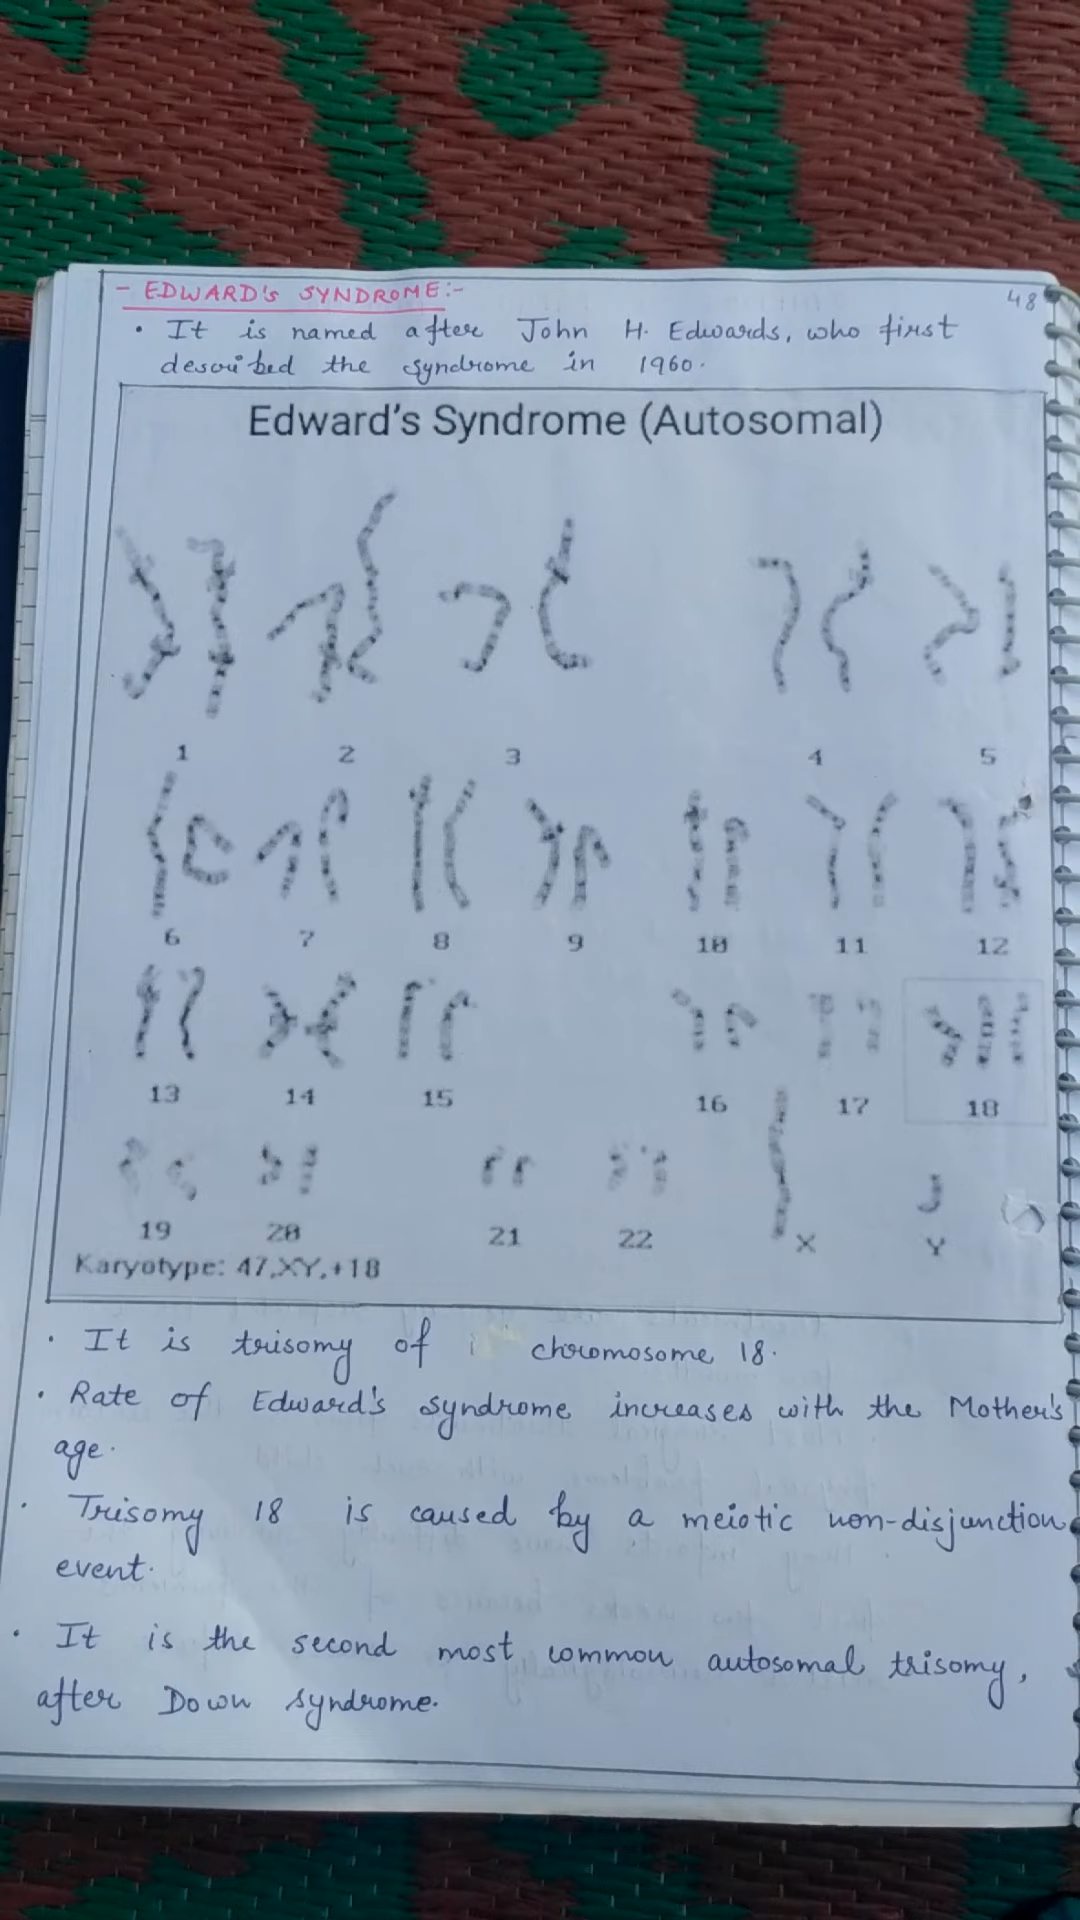 - EDWARD's SYNDROME:-
48
• It is named after John H. Edwards, who first
described the syndrome in 1960.
Edward's Syndrome (Autosomal)
1 2 3 4 5
6 7 8 9 10 11 12
13 14 15 16 17 18
19 20 21 22 X Y
Karyotype: 47,XY,+18
• It is trisomy of chromosome 18.
• Rate of Edward's syndrome increases with the Mother's
age.
• Trisomy 18 is caused by a meiotic non-disjunction
event.
• It is the second most common autosomal trisomy,
after Down syndrome.